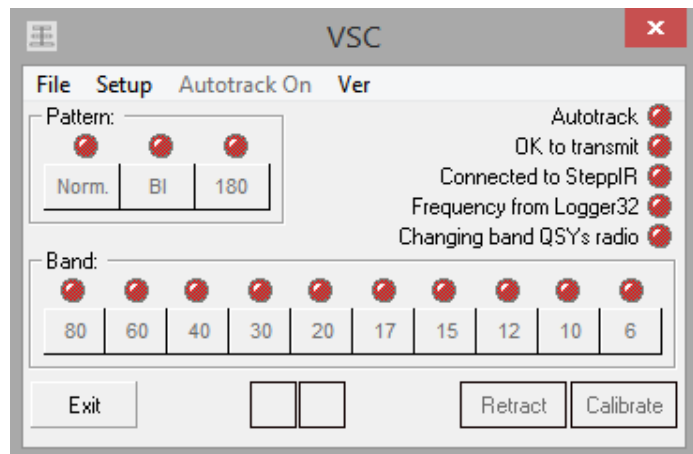 VSC
File Setup Autotrack On Ver
Pattern:
Norm. BI 180
Autotrack
OK to transmit
Connected to SteppIR
Frequency from Logger32
Changing band QSYs radio
Band:
80 60 40 30 20 17 15 12 10 6
Exit Retract Calibrate